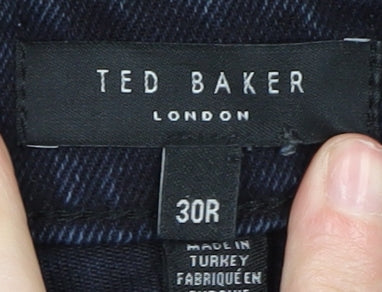 TED BAKER
LONDON
30R
MADE IN
TURKEY
FABRIQUÉ EN